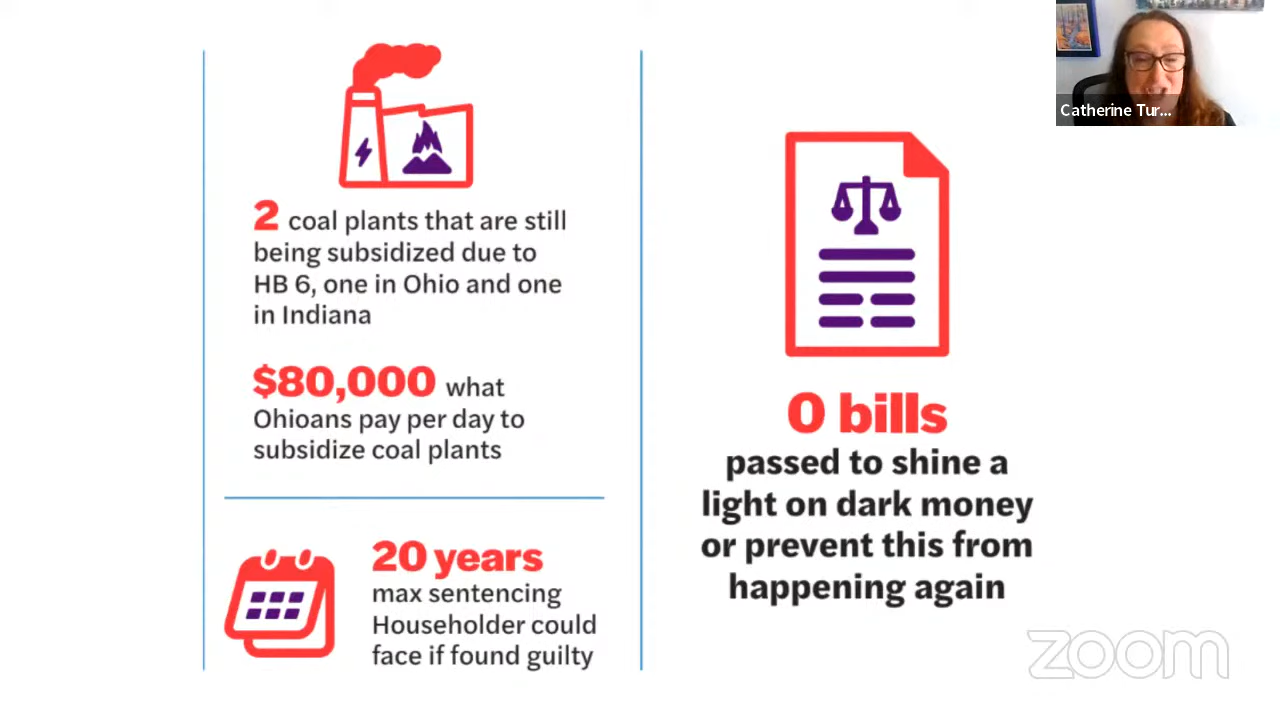 2 coal plants that are still
being subsidized due to
HB 6, one in Ohio and one
in Indiana
$80,000 what
Ohioans pay per day to
subsidize coal plants
20 years
max sentencing
Householder could
face if found guilty
0 bills
passed to shine a
light on dark money
or prevent this from
happening again
Catherine Tur...
zoom